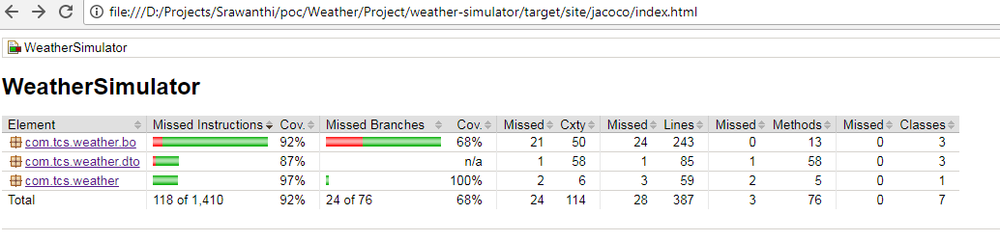 file:///D:/Projects/Srawanthi/poc/Weather/Project/weather-simulator/target/site/jacoco/index.html
WeatherSimulator
WeatherSimulator
Element Missed Instructions Cov. Missed Branches Cov. Missed Cxty Missed Lines Missed Methods Missed Classes
com.tcs.weather.bo 92% 68% 21 50 24 243 0 13 0 3
com.tcs.weather.dto 87% n/a 1 58 1 85 1 58 0 3
com.tcs.weather 97% 100% 2 6 3 59 2 5 0 1
Total 118 of 1,410 92% 24 of 76 68% 24 114 28 387 3 76 0 7